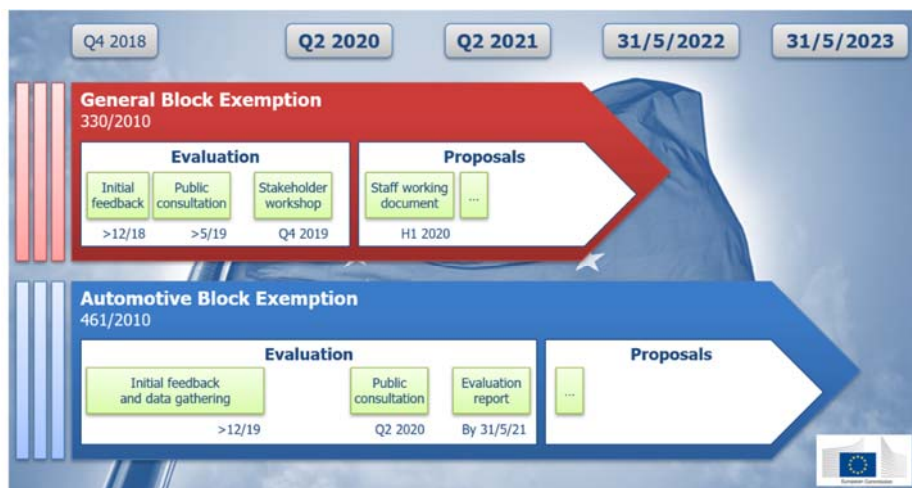 Q4 2018
Q2 2020
Q2 2021
31/5/2022
31/5/2023
General Block Exemption
330/2010
Evaluation
Proposals
Initial
feedback
Public
consultation
Stakeholder
workshop
Staff working
document
...
>12/18
>5/19
Q4 2019
H1 2020
Automotive Block Exemption
461/2010
Evaluation
Proposals
Initial feedback
and data gathering
Public
consultation
Evaluation
report
...
>12/19
Q2 2020
By 31/5/21
European Commission